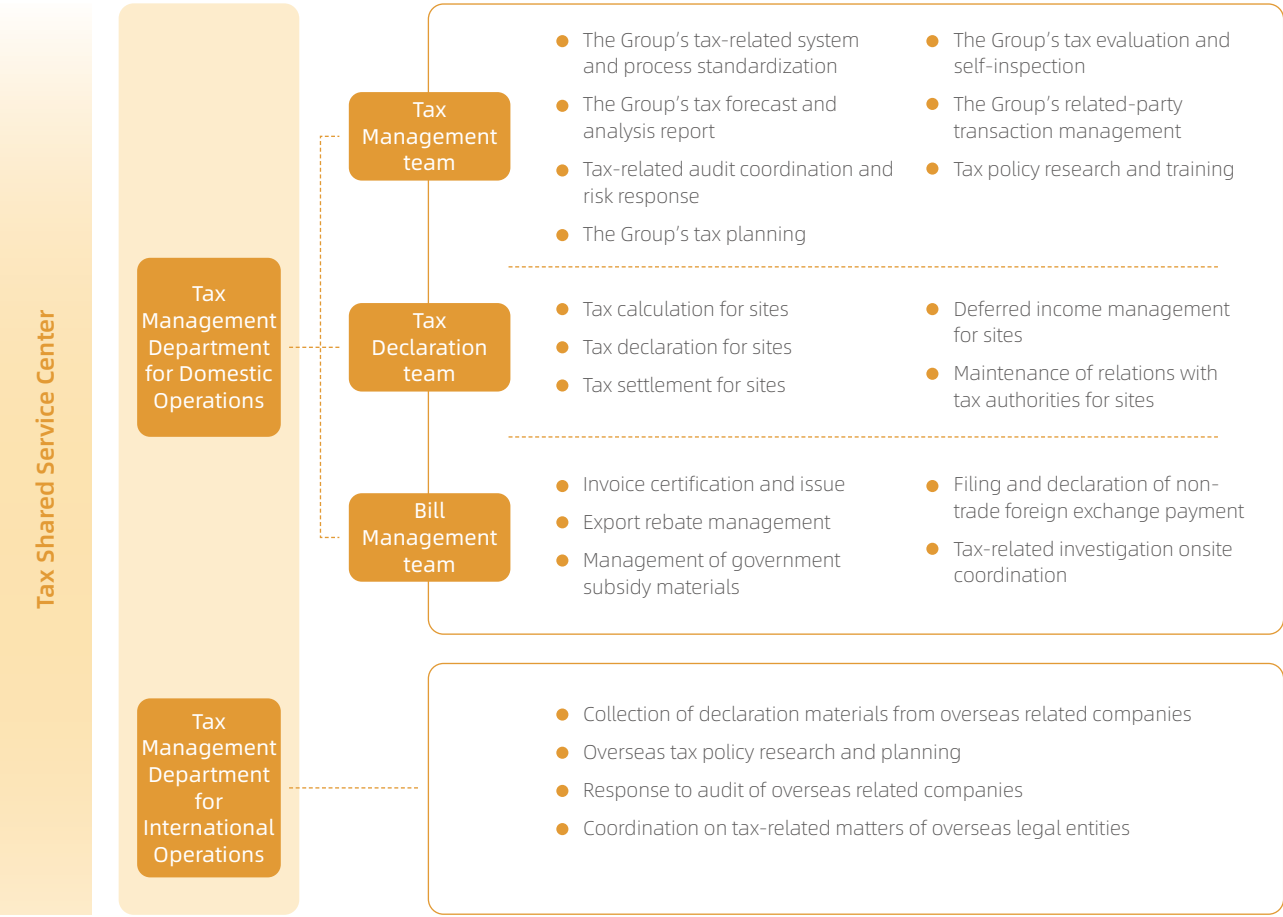 Tax Shared Service Center
Tax
Management
Department
for Domestic
Operations
Tax
Management
team
The Group's tax-related system
and process standardization
The Group's tax forecast and
analysis report
Tax-related audit coordination and
risk response
The Group's tax planning
The Group's tax evaluation and
self-inspection
The Group's related-party
transaction management
Tax policy research and training
Tax
Declaration
team
Tax calculation for sites
Tax declaration for sites
Tax settlement for sites
Deferred income management
for sites
Maintenance of relations with
tax authorities for sites
Bill
Management
team
Invoice certification and issue
Export rebate management
Management of government
subsidy materials
Filing and declaration of non-
trade foreign exchange payment
Tax-related investigation onsite
coordination
Tax
Management
Department
for
International
Operations
Collection of declaration materials from overseas related companies
Overseas tax policy research and planning
Response to audit of overseas related companies
Coordination on tax-related matters of overseas legal entities